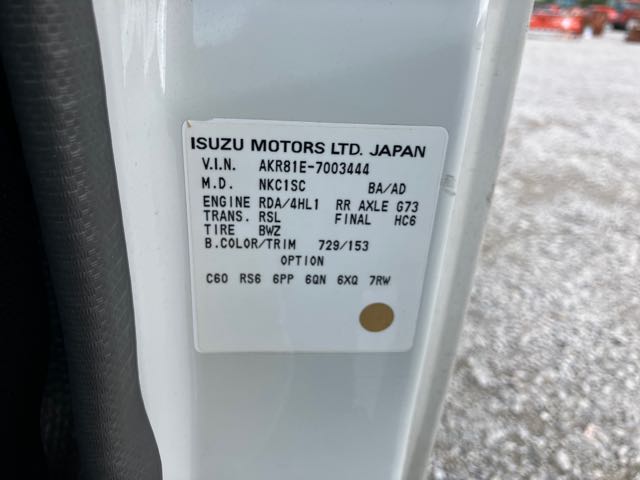 ISUZU MOTORS LTD. JAPAN
V.I.N. AKR81E-7003444
M.D. NKC1SC BA/AD
ENGINE RDA/4HL1 RR AXLE G73
TRANS. RSL FINAL HC6
TIRE BWZ
B.COLOR/TRIM 729/153
OPTION
C60 RS6 6PP 6QN 6XQ 7RW